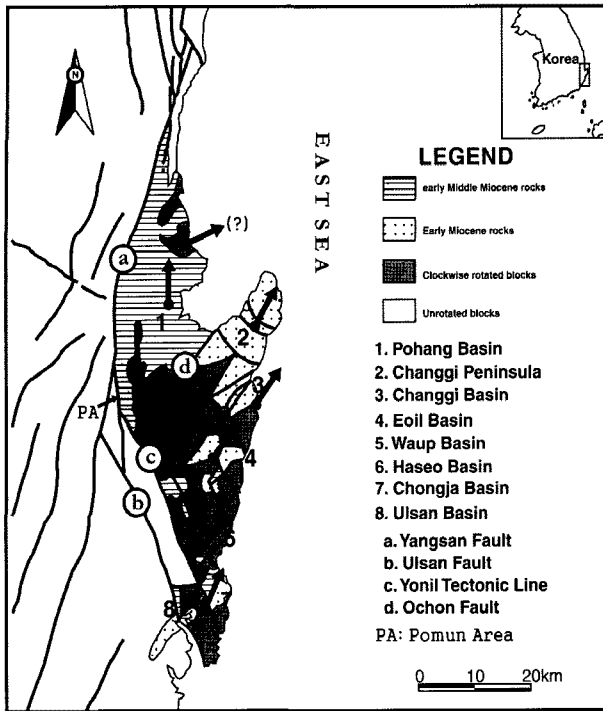 N
Korea
EAST SEA
LEGEND
early Middle Miocene rocks
Early Miocene rocks
Clockwise rotated blocks
Unrotated blocks
1. Pohang Basin
2. Changgi Peninsula
3. Changgi Basin
4. Eoil Basin
5. Waup Basin
6. Haseo Basin
7. Chongja Basin
8. Ulsan Basin
a. Yangsan Fault
b. Ulsan Fault
c. Yonil Tectonic Line
d. Ochon Fault
PA: Pomun Area
0 10 20km
(?)
a
1
2
d
3
PA
c
4
b
6
8